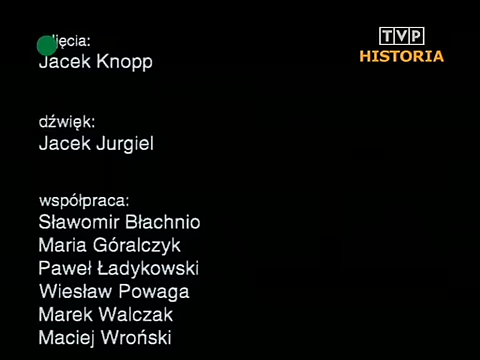 jęcia:
Jacek Knopp
dźwięk:
Jacek Jurgiel
współpraca:
Sławomir Błachnio
Maria Góralczyk
Paweł Ładykowski
Wiesław Powaga
Marek Walczak
Maciej Wroński
TVP
HISTORIA